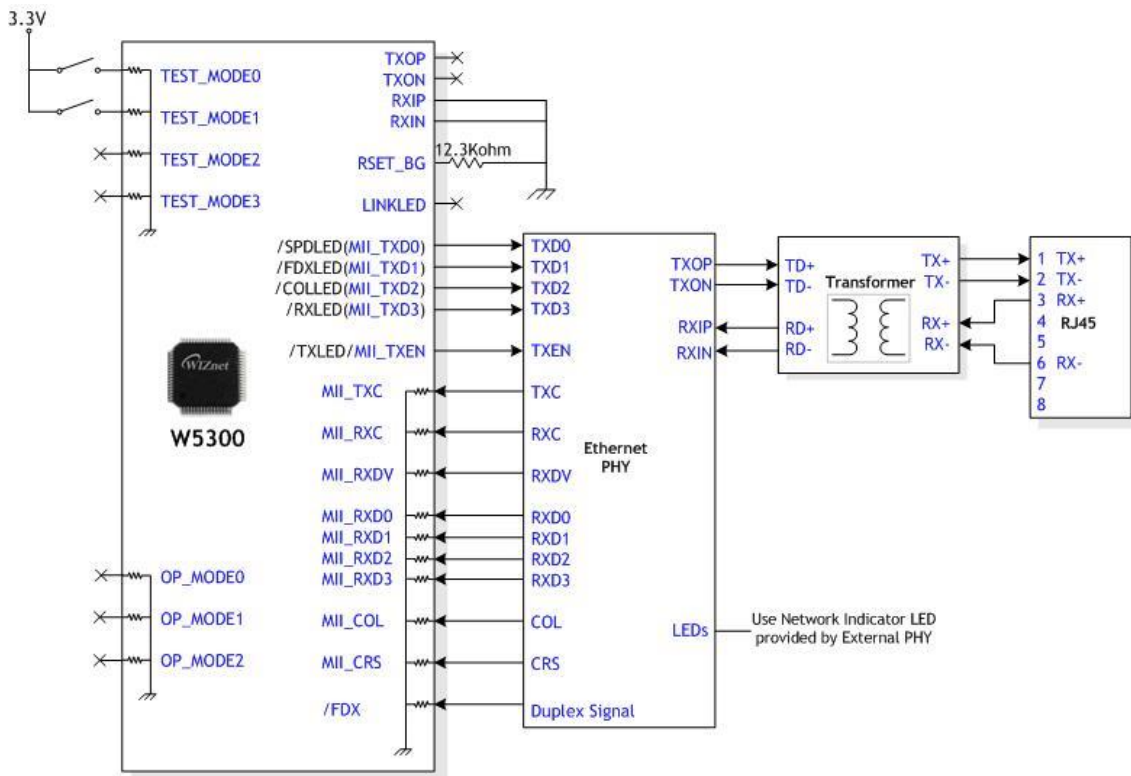 3.3V
TEST_MODE0
TEST_MODE1
TEST_MODE2
TEST_MODE3
TXOP
TXON
RXIP
RXIN
RSET_BG
12.3Kohm
LINKLED
/SPDLED(MII_TXD0)
/FDXLED(MII_TXD1)
/COLLED(MII_TXD2)
/RXLED(MII_TXD3)
/TXLED/MII_TXEN
MII_TXC
MII_RXC
MII_RXDV
MII_RXD0
MII_RXD1
MII_RXD2
MII_RXD3
MII_COL
MII_CRS
/FDX
WIZnet
W5300
OP_MODE0
OP_MODE1
OP_MODE2
TXD0
TXD1
TXD2
TXD3
TXEN
TXC
RXC
RXDV
RXD0
RXD1
RXD2
RXD3
COL
CRS
Duplex Signal
Ethernet
PHY
TXOP
TXON
RXIP
RXIN
LEDs
Use Network Indicator LED
provided by External PHY
TD+
TD-
RD+
RD-
Transformer
TX+
TX-
RX+
RX-
1 TX+
2 TX-
3 RX+
4
5
6 RX-
7
8
RJ45